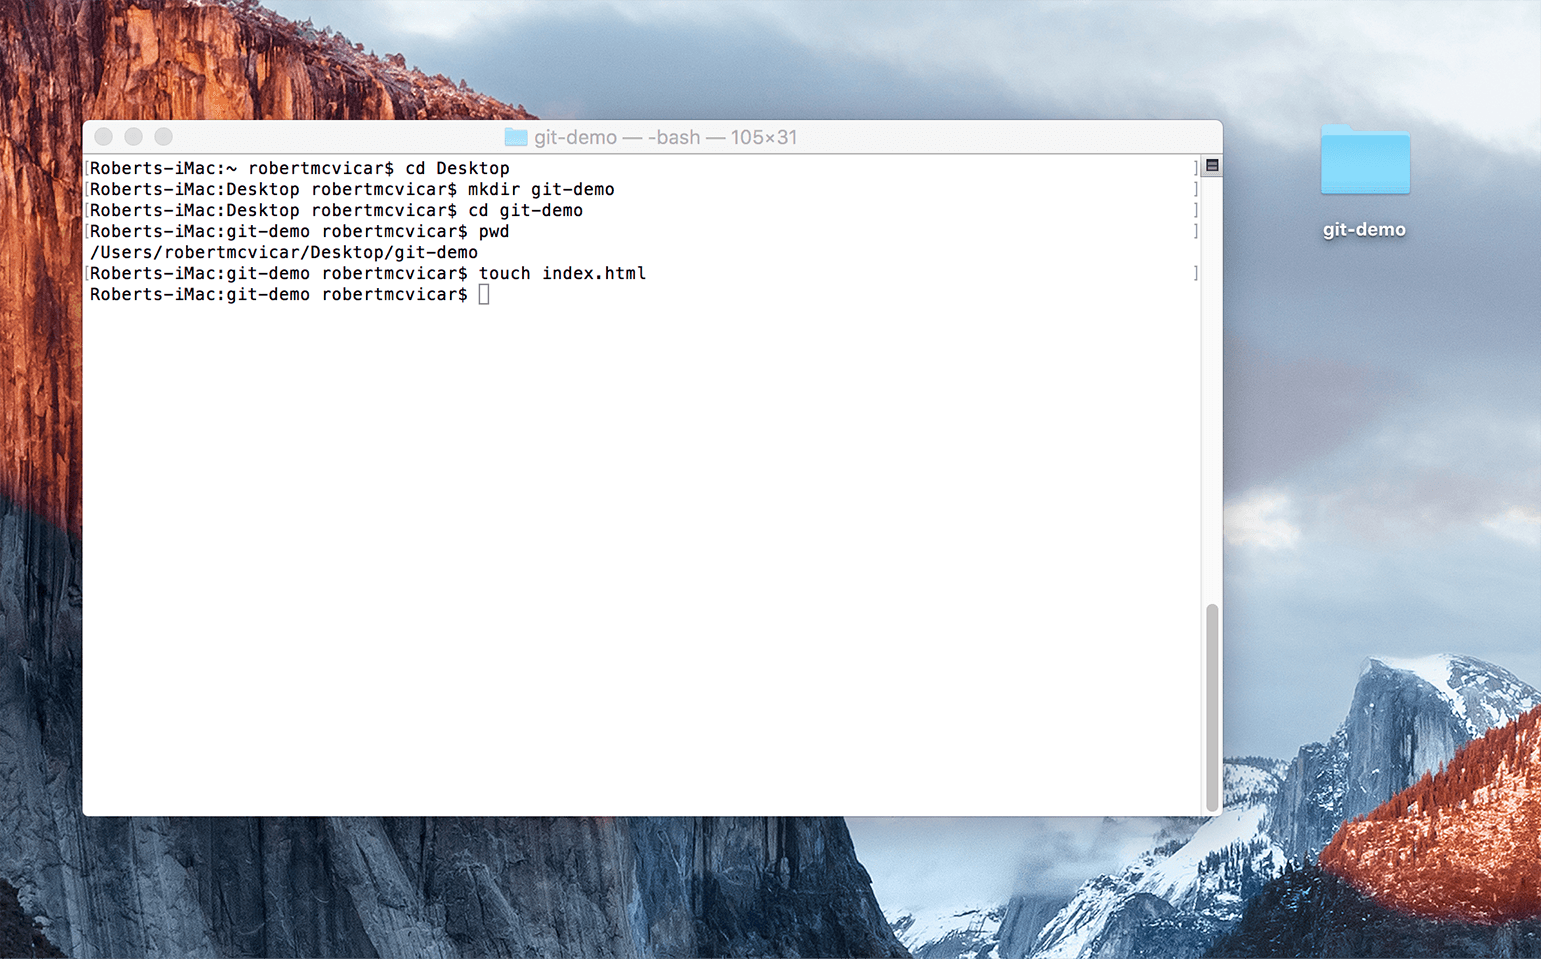 git-demo — -bash — 105×31
Roberts-iMac:~ robertmcvicar$ cd Desktop
Roberts-iMac:Desktop robertmcvicar$ mkdir git-demo
Roberts-iMac:Desktop robertmcvicar$ cd git-demo
Roberts-iMac:git-demo robertmcvicar$ pwd
/Users/robertmcvicar/Desktop/git-demo
Roberts-iMac:git-demo robertmcvicar$ touch index.html
Roberts-iMac:git-demo robertmcvicar$
git-demo